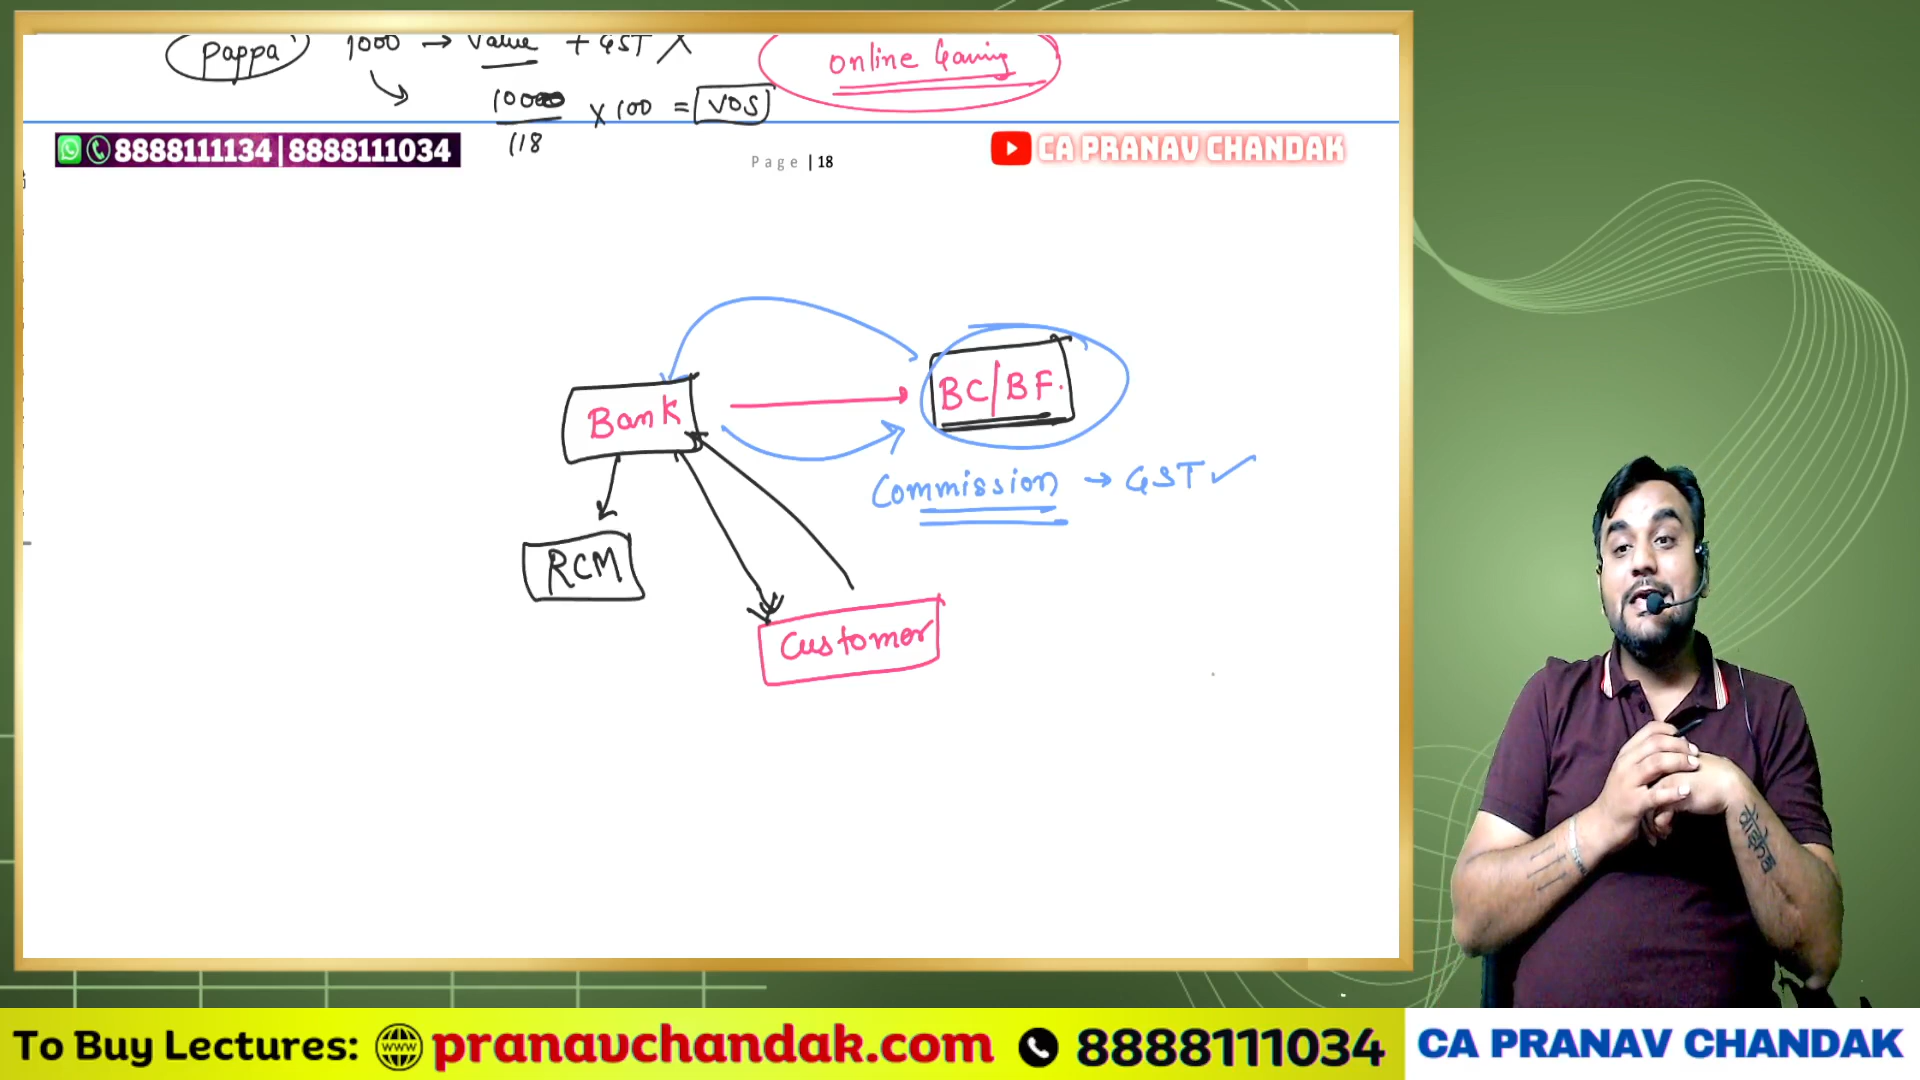 Pappa 1000 → Value + GST X
Online Gaming
10000 x 100 = VOS
118
8888111134 | 8888111034
CA PRANAV CHANDAK
Page | 18
BC/BF.
Bank
Commission → GST ✓
RCM
Customer
To Buy Lectures: www pranavchandak.com 8888111034 CA PRANAV CHANDAK